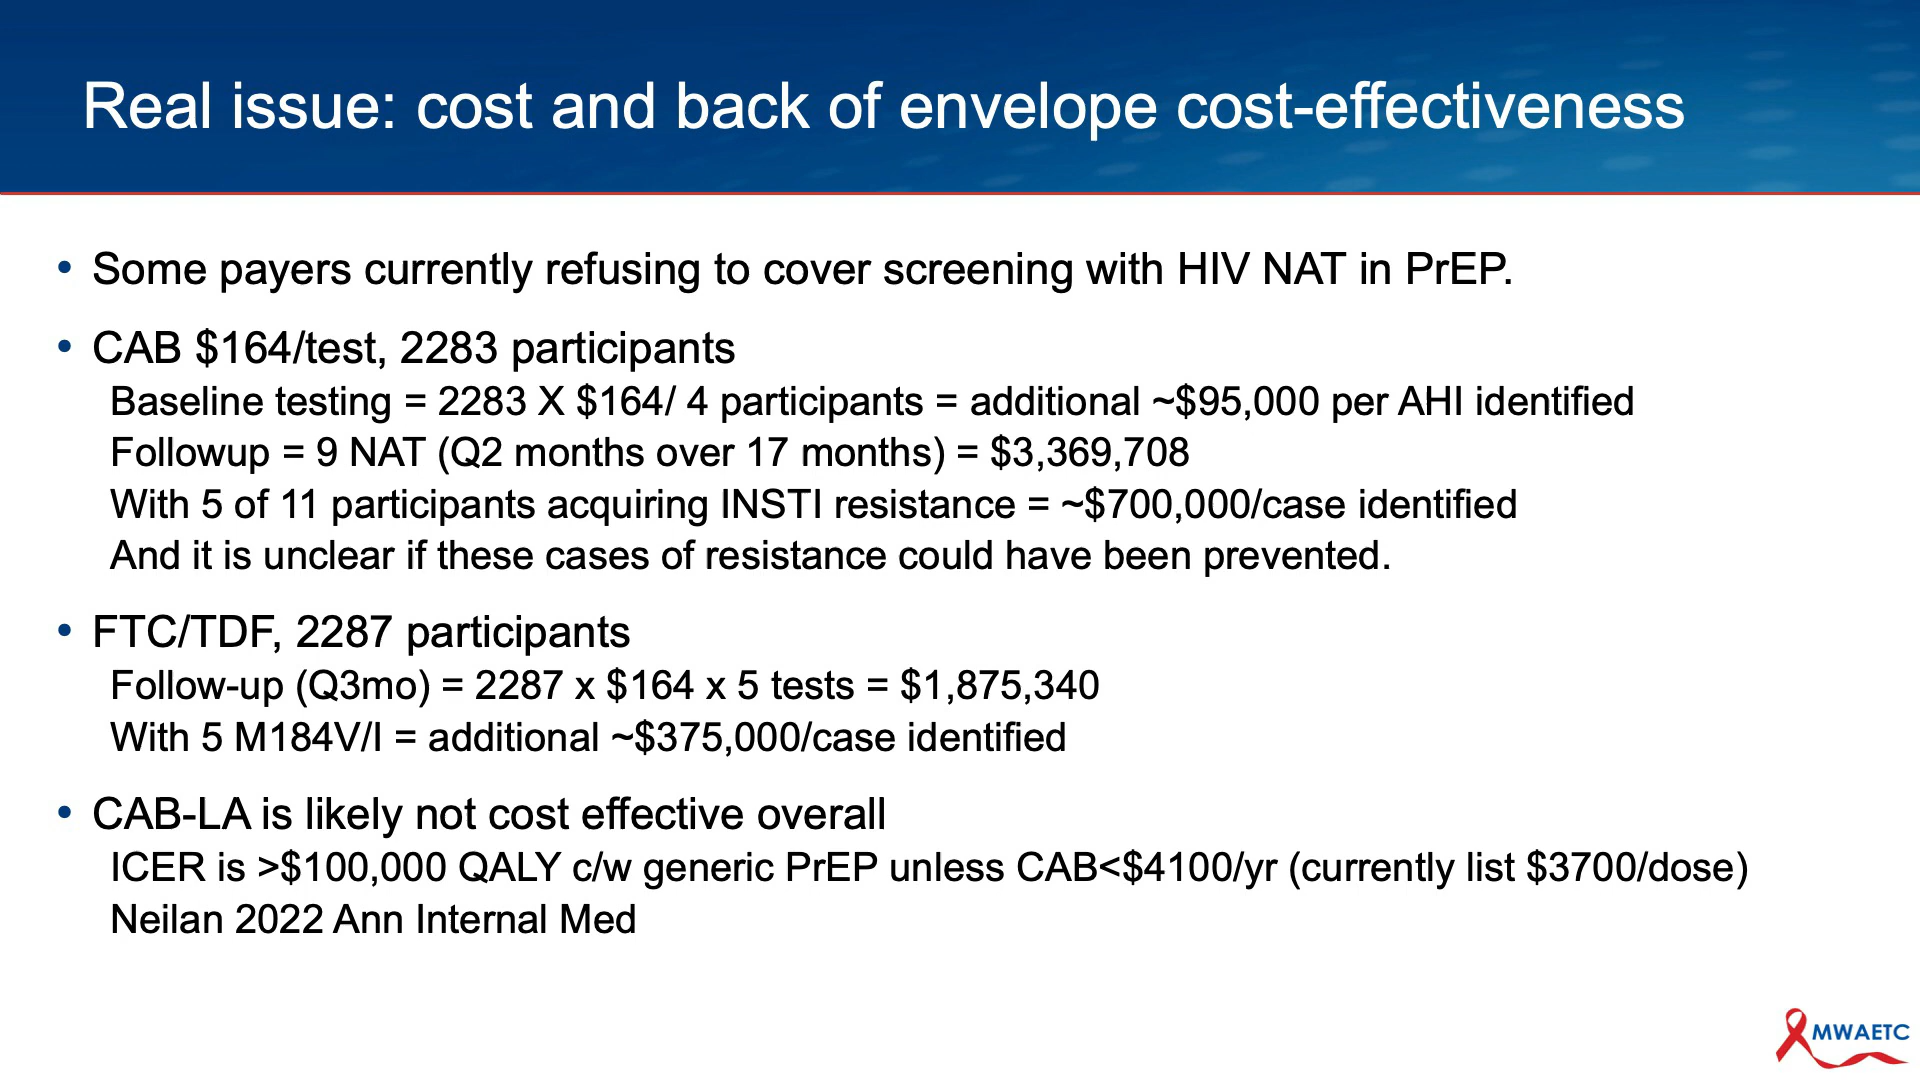 Real issue: cost and back of envelope cost-effectiveness
• Some payers currently refusing to cover screening with HIV NAT in PrEP.
• CAB $164/test, 2283 participants
Baseline testing = 2283 X $164/ 4 participants = additional ~$95,000 per AHI identified
Followup = 9 NAT (Q2 months over 17 months) = $3,369,708
With 5 of 11 participants acquiring INSTI resistance = ~$700,000/case identified
And it is unclear if these cases of resistance could have been prevented.
• FTC/TDF, 2287 participants
Follow-up (Q3mo) = 2287 x $164 x 5 tests = $1,875,340
With 5 M184V/I = additional ~$375,000/case identified
• CAB-LA is likely not cost effective overall
ICER is >$100,000 QALY c/w generic PrEP unless CAB<$4100/yr (currently list $3700/dose)
Neilan 2022 Ann Internal Med
MWAETC